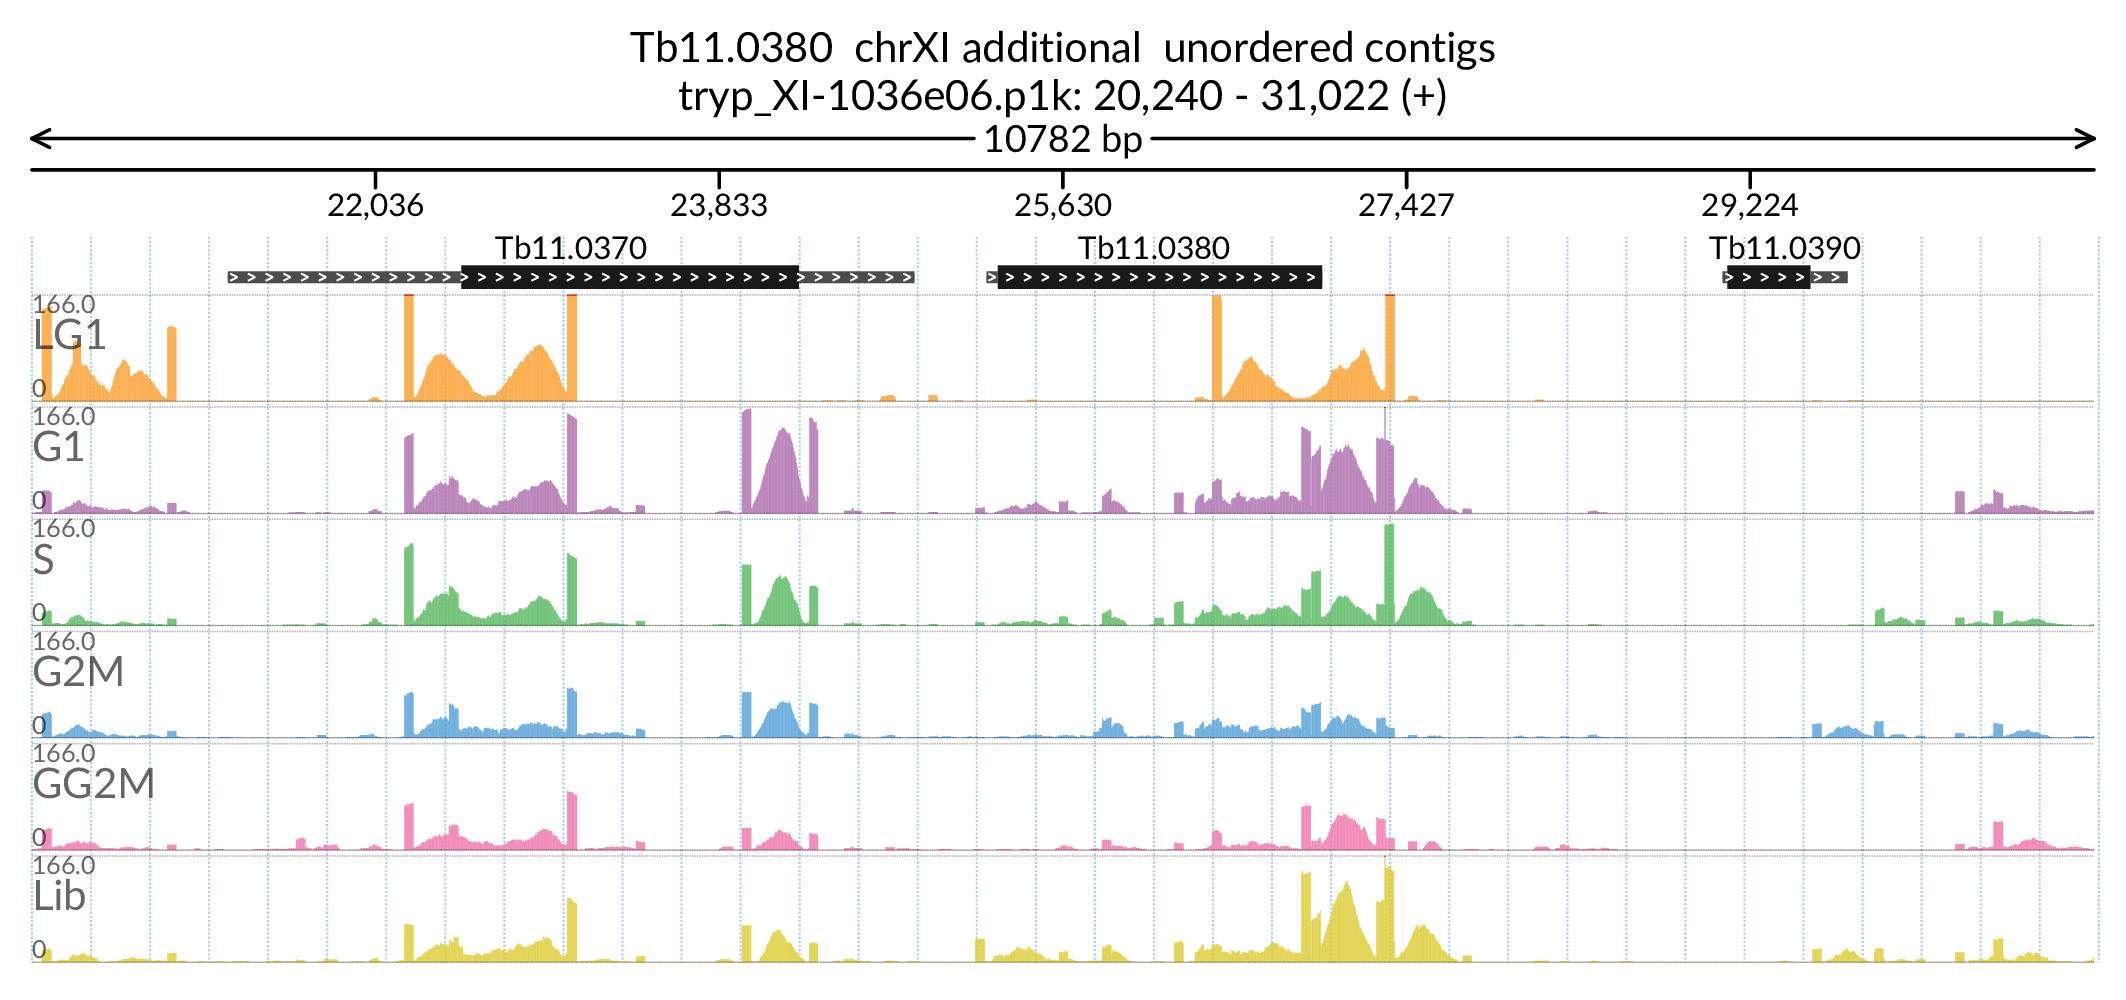 Tb11.0380  chrXI additional  unordered contigs
tryp_XI-1036e06.p1k: 20,240 - 31,022 (+)
10782 bp
22,036 23,833 25,630 27,427 29,224
Tb11.0370 Tb11.0380 Tb11.0390
166.0
LG1
0
166.0
G1
0
166.0
S
0
166.0
G2M
0
166.0
GG2M
0
166.0
Lib
0